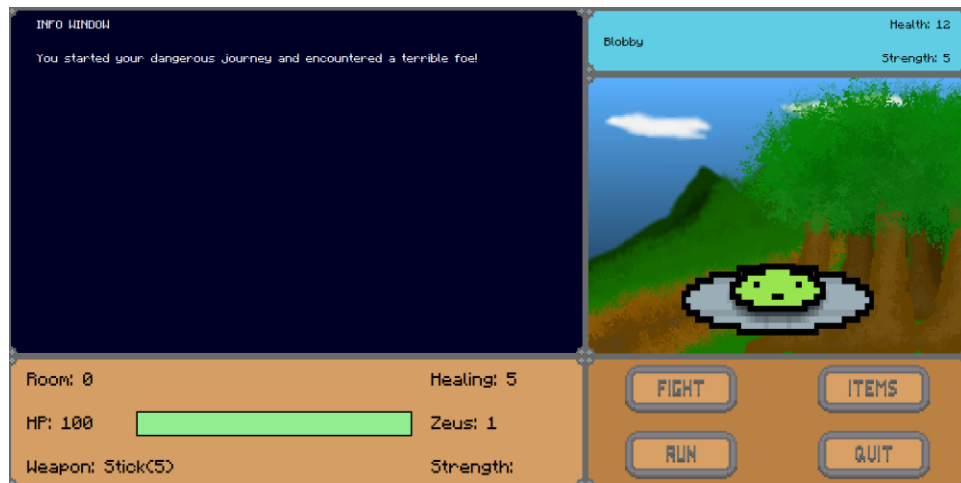 INFO WINDOW
You started your dangerous journey and encountered a terrible foe!
Blobby
Health: 12
Strength: 5
Room: 0
Healing: 5
HP: 100
Zeus: 1
Weapon: Stick(5)
Strength:
FIGHT
ITEMS
RUN
QUIT